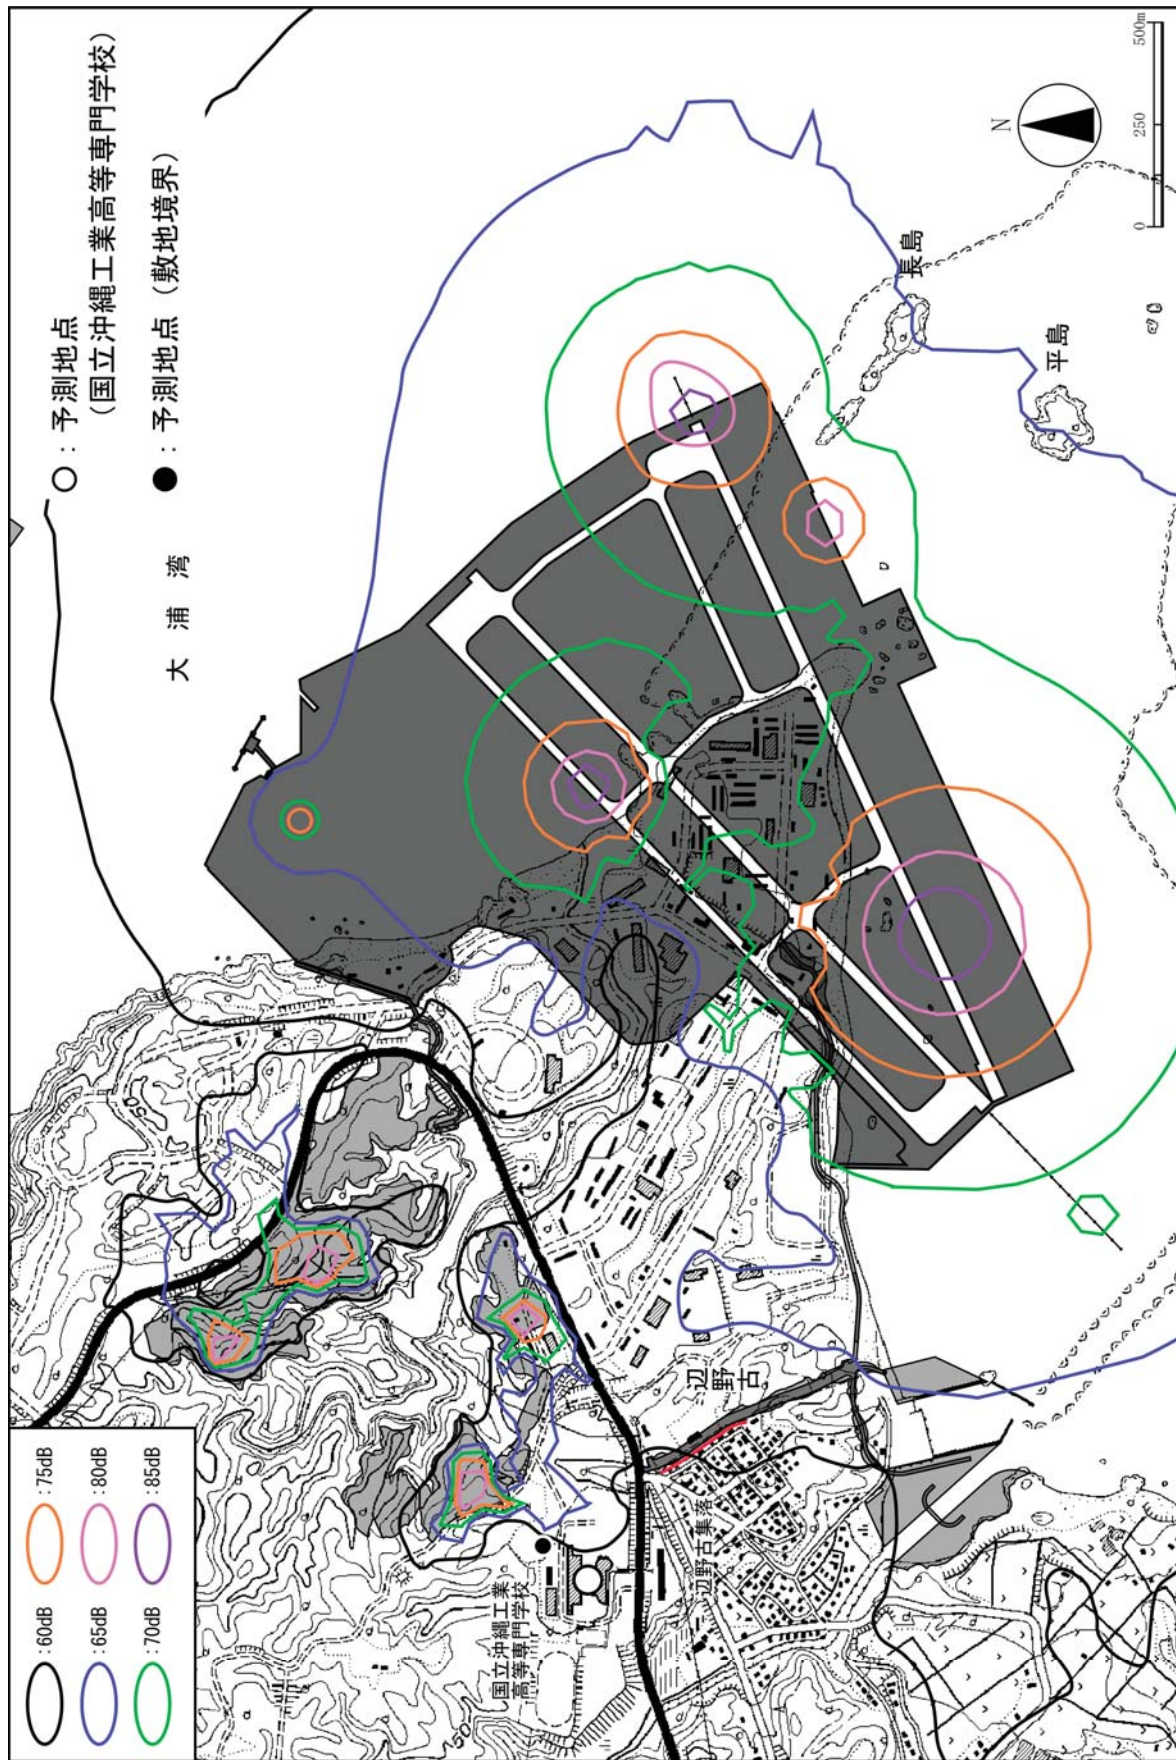 ○：予測地点
（国立沖縄工業高等専門学校）
●：予測地点（敷地境界）
：60dB
：75dB
：65dB
：80dB
：70dB
：85dB
大浦湾
国立沖縄工業
高等専門学校
辺野古集落
辺野古
長島
平島
N
0
250
500m
50
50